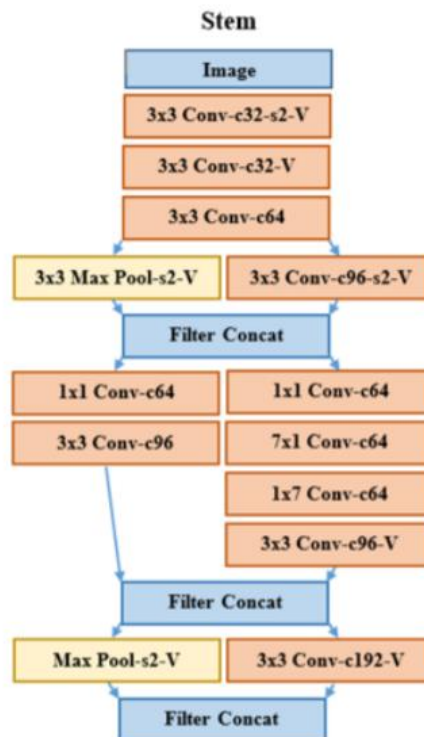 Stem
Image
3x3 Conv-c32-s2-V
3x3 Conv-c32-V
3x3 Conv-c64
3x3 Max Pool-s2-V
3x3 Conv-c96-s2-V
Filter Concat
1x1 Conv-c64
3x3 Conv-c96
1x1 Conv-c64
7x1 Conv-c64
1x7 Conv-c64
3x3 Conv-c96-V
Filter Concat
Max Pool-s2-V
3x3 Conv-c192-V
Filter Concat